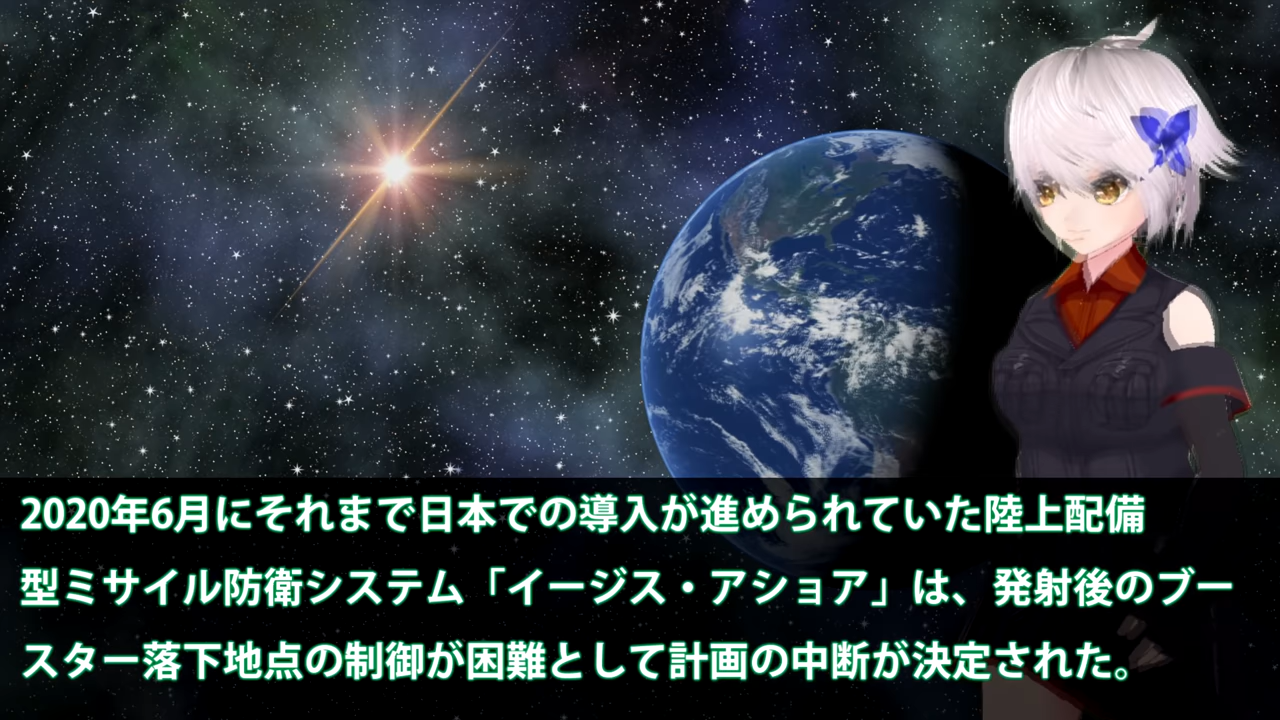 2020年6月にそれまで日本での導入が進められていた陸上配備
型ミサイル防衛システム「イージス・アショア」は、発射後のブー
スター落下地点の制御が困難として計画の中断が決定された。